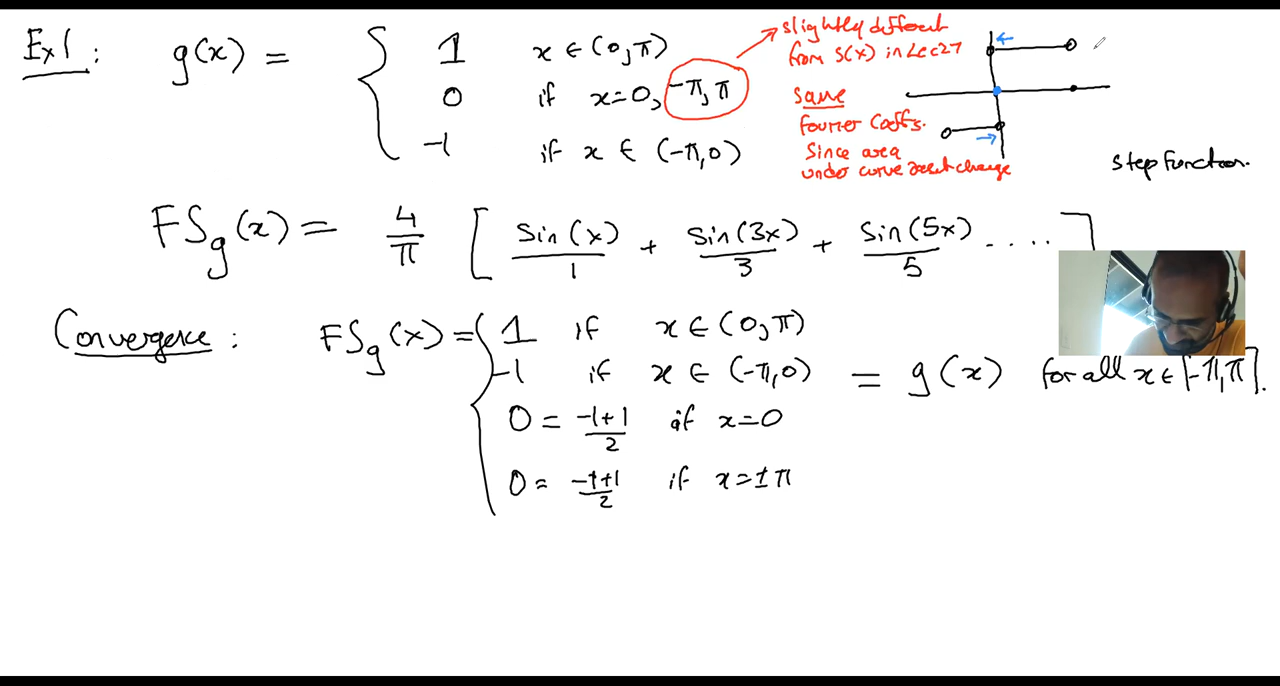 Ex1: g(x) = { 1 x ∈ (0,π)
0 if x=0, -π, π
-1 if x ∈ (-π,0)
slightly different
from S(x) in Lec27
Same
Fourier Coeffs.
Since area
under curve doesn't change
Step Function.
FS_g(x) = 4/π [ sin(x)/1 + sin(3x)/3 + sin(5x)/5 ..... ]
Convergence: FS_g(x) = { 1 if x ∈ (0,π)
-1 if x ∈ (-π,0) = g(x) for all x ∈ [-π,π].
0 = (-1+1)/2 if x=0
0 = (-1+1)/2 if x=±π